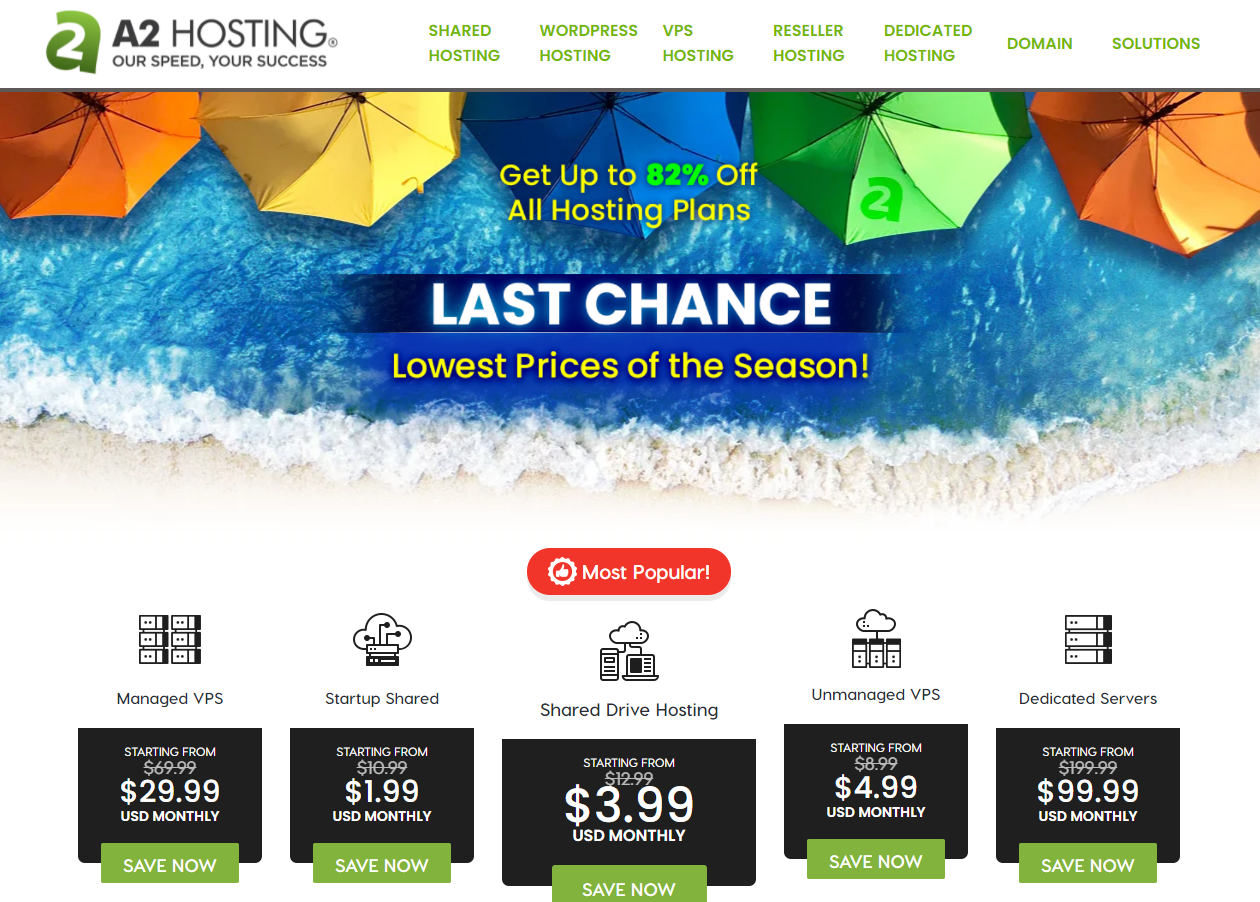 A2 HOSTING®
OUR SPEED, YOUR SUCCESS
SHARED
HOSTING
WORDPRESS
HOSTING
VPS
HOSTING
RESELLER
HOSTING
DEDICATED
HOSTING
DOMAIN
SOLUTIONS
Get Up to 82% Off
All Hosting Plans
LAST CHANCE
Lowest Prices of the Season!
Most Popular!
Managed VPS
STARTING FROM
$69.99
$29.99
USD MONTHLY
SAVE NOW
Startup Shared
STARTING FROM
$10.99
$1.99
USD MONTHLY
SAVE NOW
Shared Drive Hosting
STARTING FROM
$12.99
$3.99
USD MONTHLY
SAVE NOW
Unmanaged VPS
STARTING FROM
$8.99
$4.99
USD MONTHLY
SAVE NOW
Dedicated Servers
STARTING FROM
$199.99
$99.99
USD MONTHLY
SAVE NOW